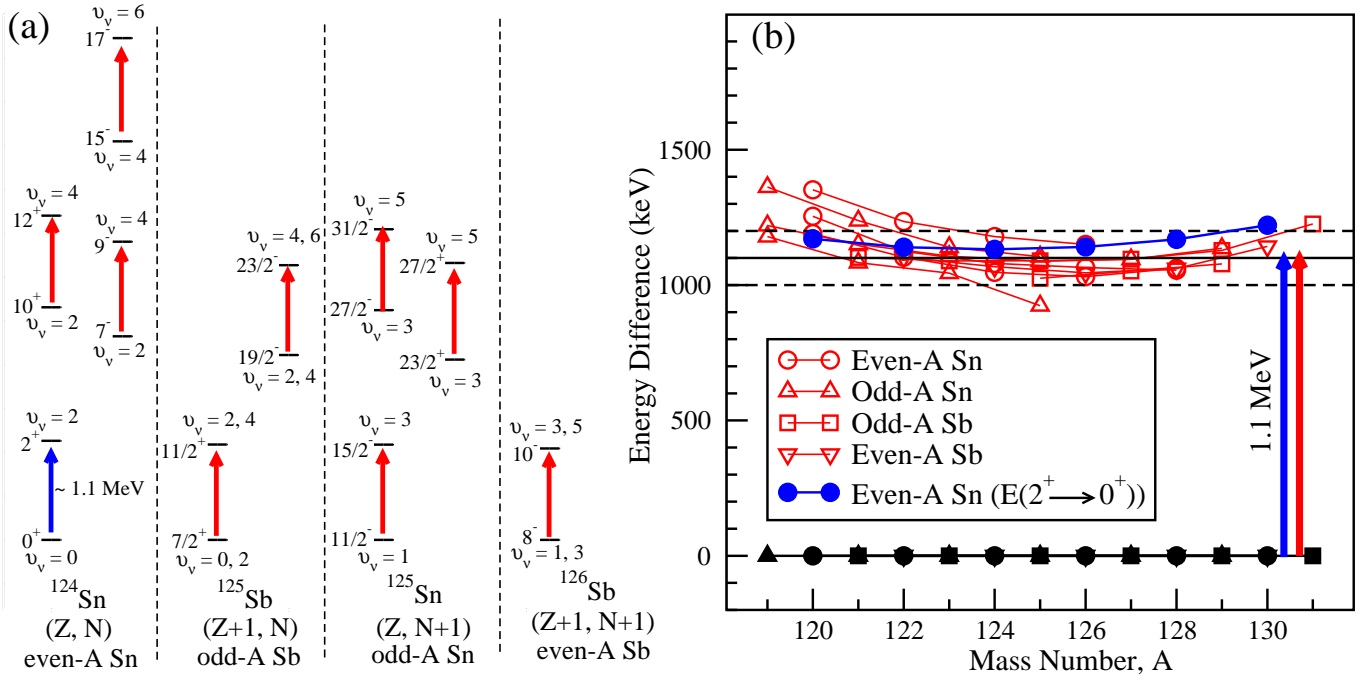 (a)
υν = 6
17-
15-
υν = 4
υν = 4
12+
10+
υν = 2
υν = 4
9-
7-
υν = 2
υν = 2
2+
~ 1.1 MeV
0+
υν = 0
124Sn
(Z, N)
even-A Sn
υν = 4, 6
23/2-
19/2-
υν = 2, 4
υν = 2, 4
11/2+
7/2+
υν = 0, 2
125Sb
(Z+1, N)
odd-A Sb
υν = 5
31/2-
27/2-
υν = 3
υν = 5
27/2+
23/2+
υν = 3
υν = 3
15/2-
11/2-
υν = 1
125Sn
(Z, N+1)
odd-A Sn
υν = 3, 5
10-
8-
υν = 1, 3
126Sb
(Z+1, N+1)
even-A Sb
(b)
Energy Difference (keV)
1500
1000
500
0
Even-A Sn
Odd-A Sn
Odd-A Sb
Even-A Sb
Even-A Sn (E(2+⟶0+))
1.1 MeV
120 122 124 126 128 130
Mass Number, A